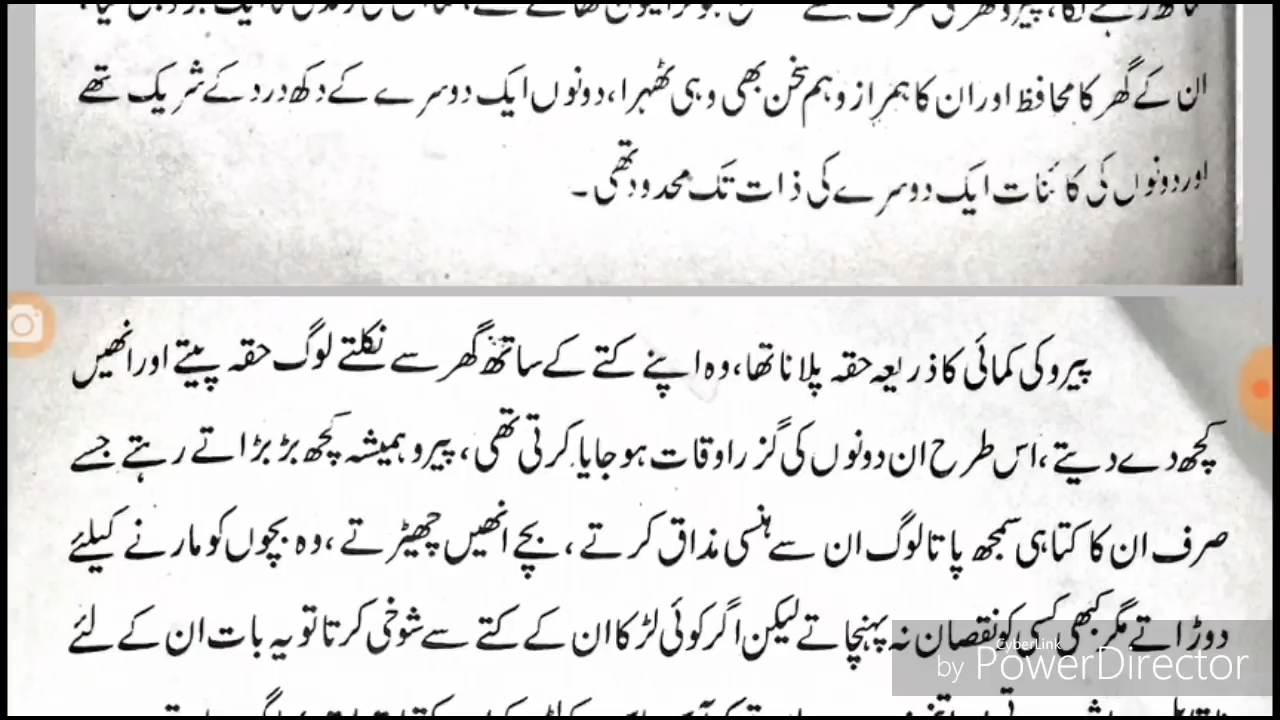 ان کے گھر کا محافظ اور ان کا ہمراز و ہم سخن بھی وہی ٹھہرا، دونوں ایک دوسرے کے دکھ درد کے شریک تھے
اور دونوں کی کائنات ایک دوسرے کی ذات تک محدود تھی۔
پیرو کی کمائی کا ذریعہ حقہ پلانا تھا، وہ اپنے کتے کے ساتھ گھر سے نکلتے لوگ حقہ پیتے اور انھیں
کچھ دے دیتے، اس طرح ان دونوں کی گزر اوقات ہو جایا کرتی تھی، پیرو ہمیشہ کچھ بڑبڑاتے رہتے جسے
صرف ان کا کتا ہی سمجھ پاتا لوگ ان سے ہنسی مذاق کرتے، بچے انھیں چھیڑتے، وہ بچوں کو مارنے کیلئے
دوڑاتے مگر کبھی کسی کو نقصان نہ پہنچاتے لیکن اگر کوئی لڑکا ان کے کتے سے شوخی کرتا تو یہ بات ان کے لئے
CyberLink
by PowerDirector